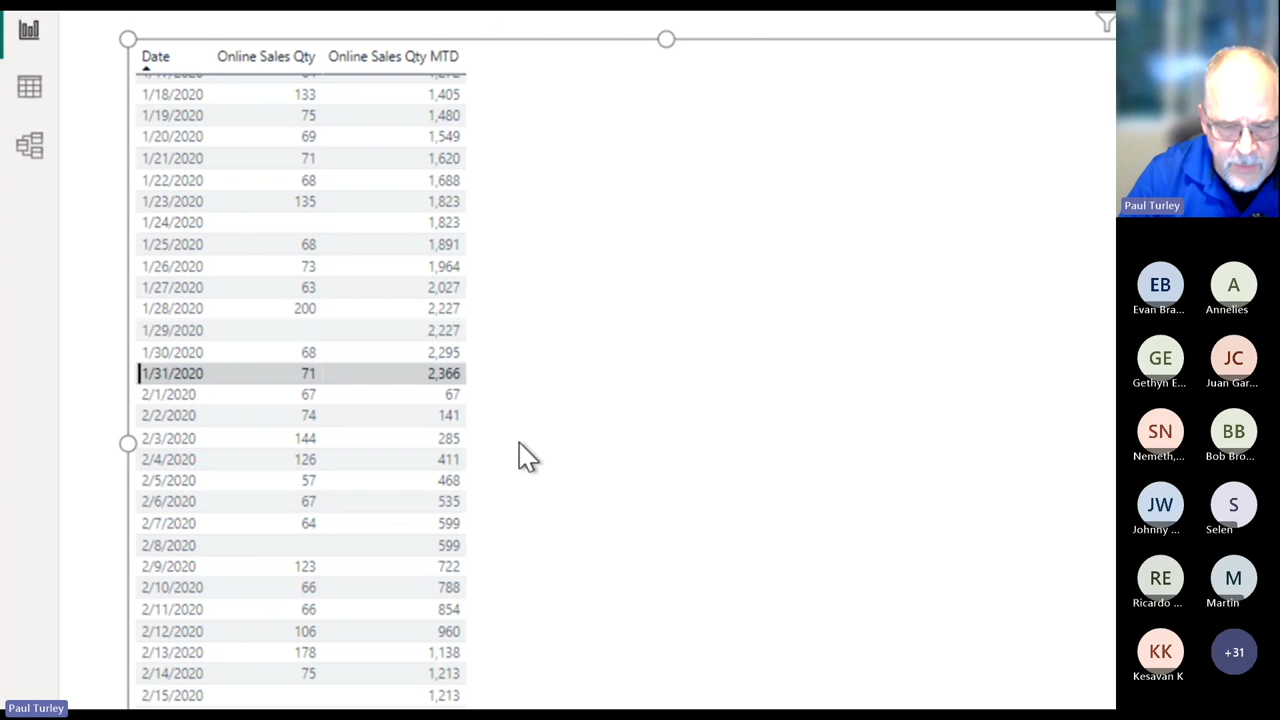 Date Online Sales Qty Online Sales Qty MTD
1/18/2020 133 1,405
1/19/2020 75 1,480
1/20/2020 69 1,549
1/21/2020 71 1,620
1/22/2020 68 1,688
1/23/2020 135 1,823
1/24/2020 1,823
1/25/2020 68 1,891
1/26/2020 73 1,964
1/27/2020 63 2,027
1/28/2020 200 2,227
1/29/2020 2,227
1/30/2020 68 2,295
1/31/2020 71 2,366
2/1/2020 67 67
2/2/2020 74 141
2/3/2020 144 285
2/4/2020 126 411
2/5/2020 57 468
2/6/2020 67 535
2/7/2020 64 599
2/8/2020 599
2/9/2020 123 722
2/10/2020 66 788
2/11/2020 66 854
2/12/2020 106 960
2/13/2020 178 1,138
2/14/2020 75 1,213
2/15/2020 1,213
Paul Turley
Paul Turley
EB A
Evan Bra... Annelies
GE JC
Gethyn E... Juan Gar...
SN BB
Nemeth,... Bob Bro...
JW S
Johnny ... Selen
RE M
Ricardo ... Martin
KK +31
Kesavan K